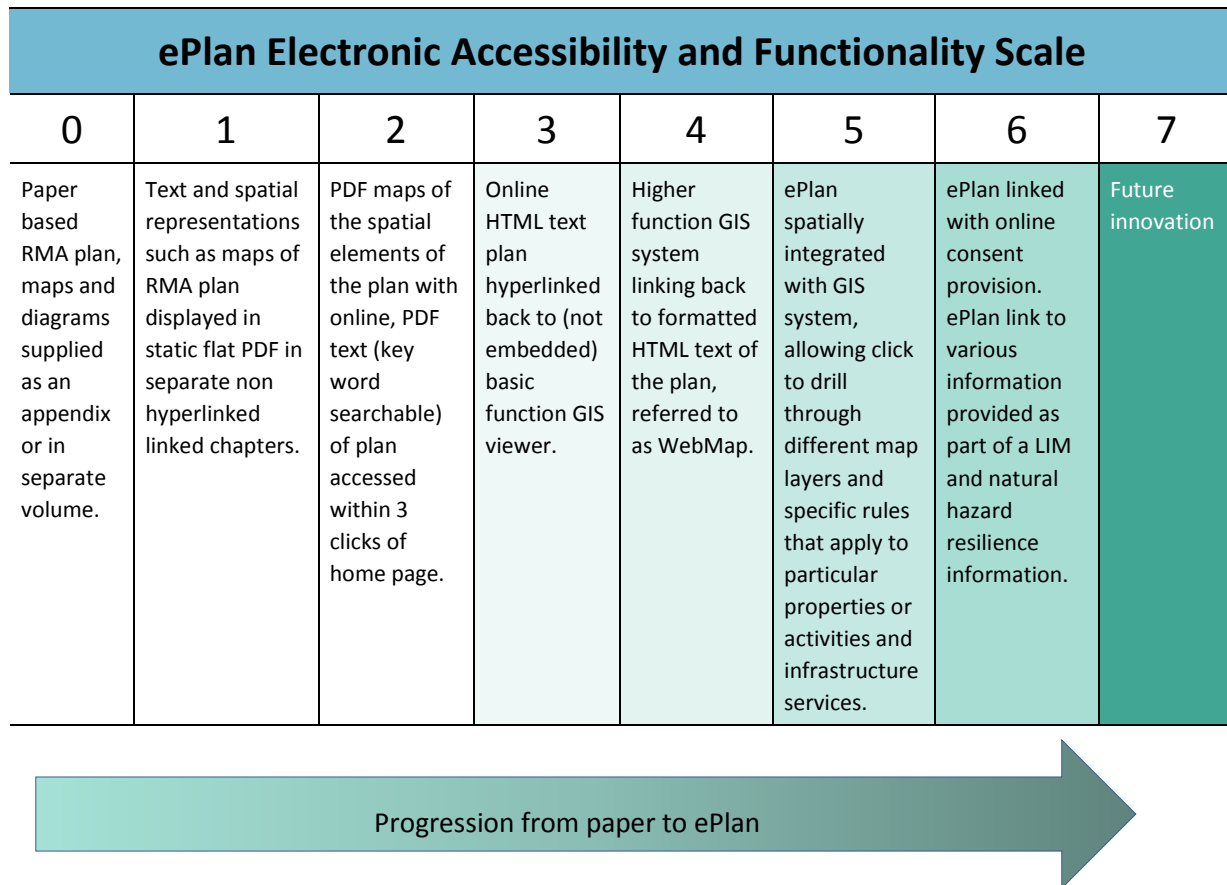 ePlan Electronic Accessibility and Functionality Scale
0
1
2
3
4
5
6
7
Paper
based
RMA plan,
maps and
diagrams
supplied
as an
appendix
or in
separate
volume.
Text and spatial
representations
such as maps of
RMA plan
displayed in
static flat PDF in
separate non
hyperlinked
linked chapters.
PDF maps of
the spatial
elements of
the plan with
online, PDF
text (key
word
searchable)
of plan
accessed
within 3
clicks of
home page.
Online
HTML text
plan
hyperlinked
back to (not
embedded)
basic
function GIS
viewer.
Higher
function GIS
system
linking back
to formatted
HTML text of
the plan,
referred to
as WebMap.
ePlan
spatially
integrated
with GIS
system,
allowing click
to drill
through
different map
layers and
specific rules
that apply to
particular
properties or
activities and
infrastructure
services.
ePlan linked
with online
consent
provision.
ePlan link to
various
information
provided as
part of a LIM
and natural
hazard
resilience
information.
Future
innovation
Progression from paper to ePlan